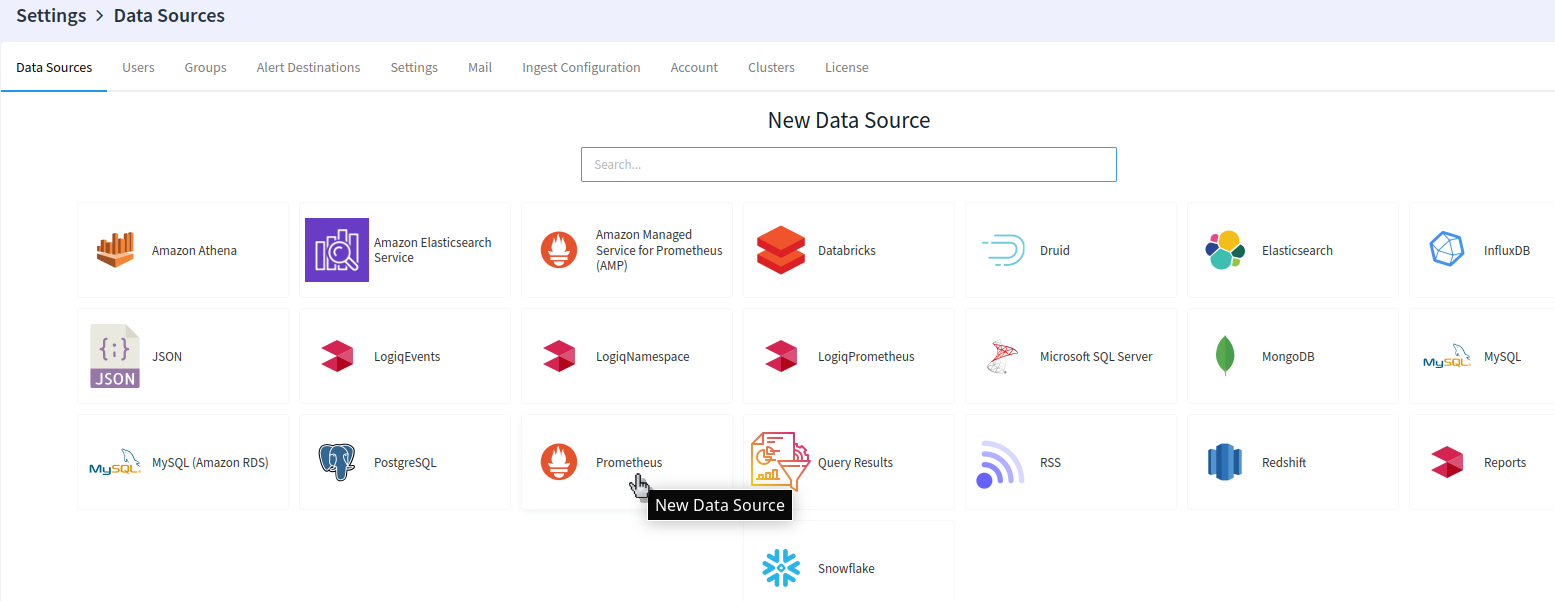 Settings > Data Sources
Data Sources Users Groups Alert Destinations Settings Mail Ingest Configuration Account Clusters License
New Data Source
Search...
Amazon Athena
Amazon Elasticsearch
Service
Amazon Managed
Service for Prometheus
(AMP)
Databricks
Druid
Elasticsearch
InfluxDB
{;}
JSON
JSON
LogiqEvents
LogiqNamespace
LogiqPrometheus
Microsoft SQL Server
MongoDB
MySQL
MySQL
MySQL
MySQL (Amazon RDS)
PostgreSQL
Prometheus
Query Results
RSS
Redshift
Reports
New Data Source
Snowflake